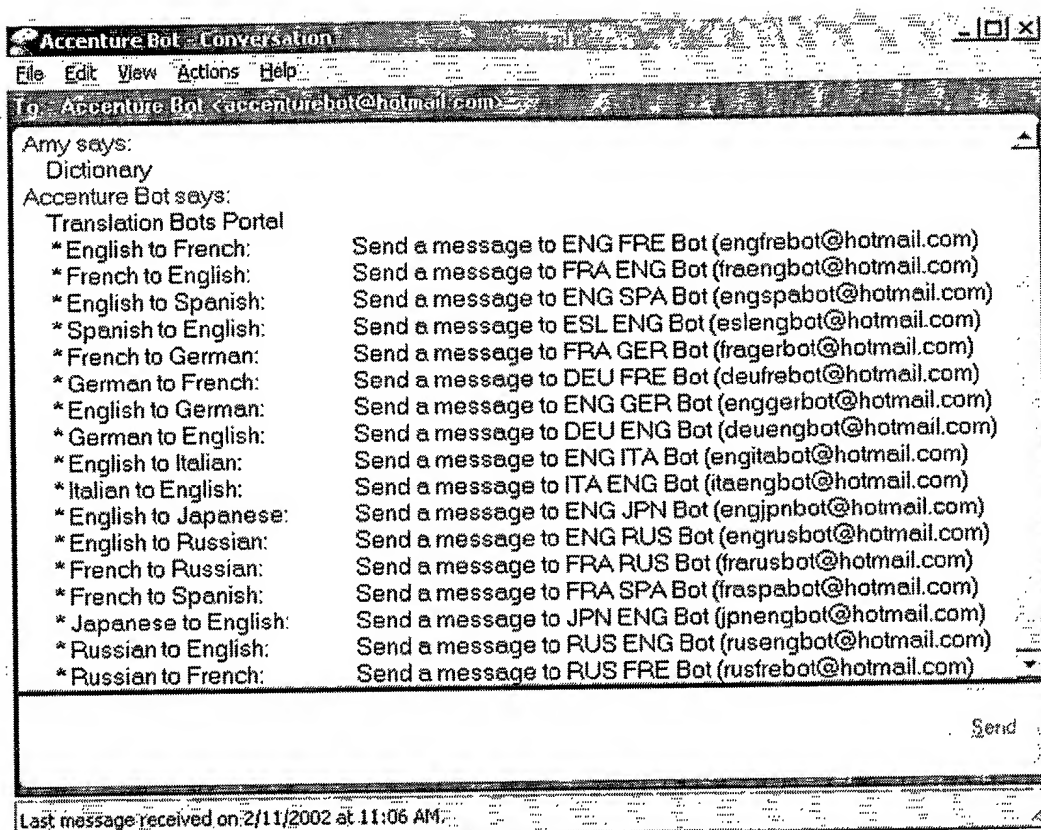 Accenture Bot - Conversation
File Edit View Actions Help
To: Accenture Bot <accenturebot@hotmail.com>
Amy says:
Dictionary
Accenture Bot says:
Translation Bots Portal
* English to French: Send a message to ENG FRE Bot (engfrebot@hotmail.com)
* French to English: Send a message to FRA ENG Bot (fraengbot@hotmail.com)
* English to Spanish: Send a message to ENG SPA Bot (engspabot@hotmail.com)
* Spanish to English: Send a message to ESL ENG Bot (eslengbot@hotmail.com)
* French to German: Send a message to FRA GER Bot (fragerbot@hotmail.com)
* German to French: Send a message to DEU FRE Bot (deufrebot@hotmail.com)
* English to German: Send a message to ENG GER Bot (enggerbot@hotmail.com)
* German to English: Send a message to DEU ENG Bot (deuengbot@hotmail.com)
* English to Italian: Send a message to ENG ITA Bot (engitabot@hotmail.com)
* Italian to English: Send a message to ITA ENG Bot (itaengbot@hotmail.com)
* English to Japanese: Send a message to ENG JPN Bot (engjpnbot@hotmail.com)
* English to Russian: Send a message to ENG RUS Bot (engrusbot@hotmail.com)
* French to Russian: Send a message to FRA RUS Bot (frarusbot@hotmail.com)
* French to Spanish: Send a message to FRA SPA Bot (fraspabot@hotmail.com)
* Japanese to English: Send a message to JPN ENG Bot (jpnengbot@hotmail.com)
* Russian to English: Send a message to RUS ENG Bot (rusengbot@hotmail.com)
* Russian to French: Send a message to RUS FRE Bot (rusfrebot@hotmail.com)
Send
Last message received on 2/11/2002 at 11:06 AM.